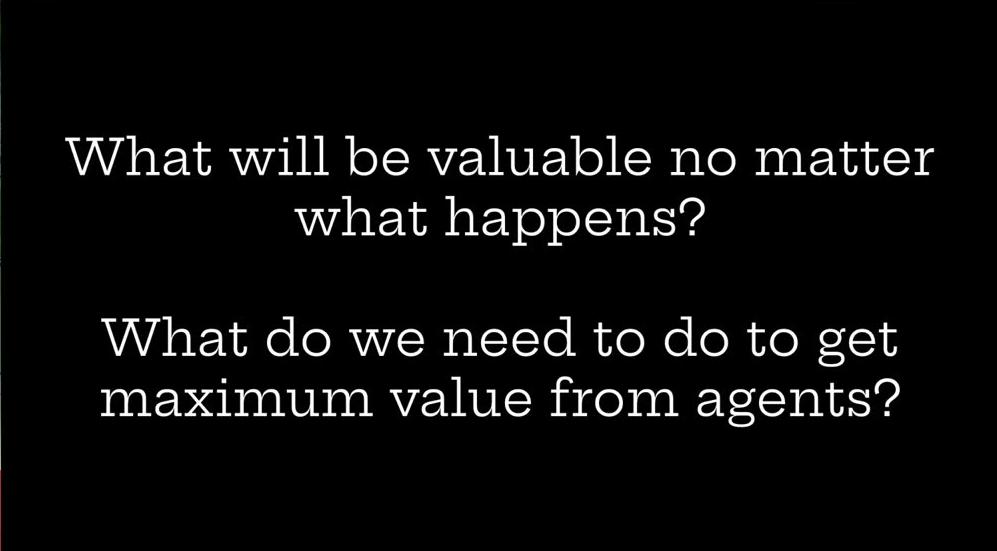 What will be valuable no matter
what happens?
What do we need to do to get
maximum value from agents?